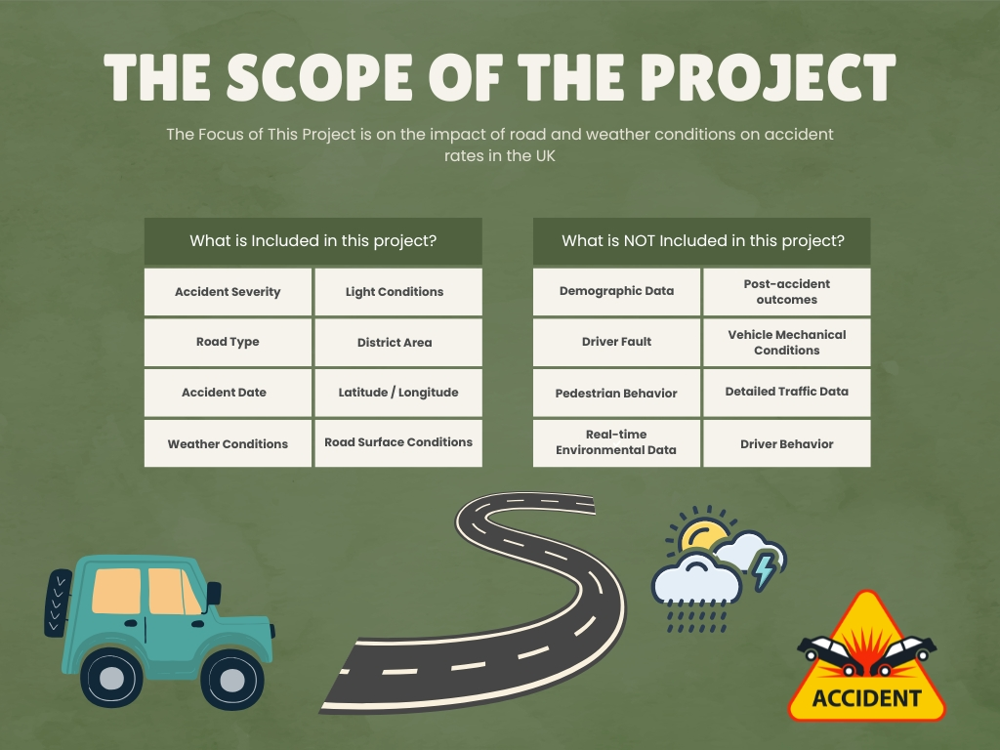 THE SCOPE OF THE PROJECT
The Focus of This Project is on the impact of road and weather conditions on accident
rates in the UK
What is Included in this project?
Accident Severity
Light Conditions
Road Type
District Area
Accident Date
Latitude / Longitude
Weather Conditions
Road Surface Conditions
What is NOT Included in this project?
Demographic Data
Post-accident
outcomes
Driver Fault
Vehicle Mechanical
Conditions
Pedestrian Behavior
Detailed Traffic Data
Real-time
Environmental Data
Driver Behavior
ACCIDENT